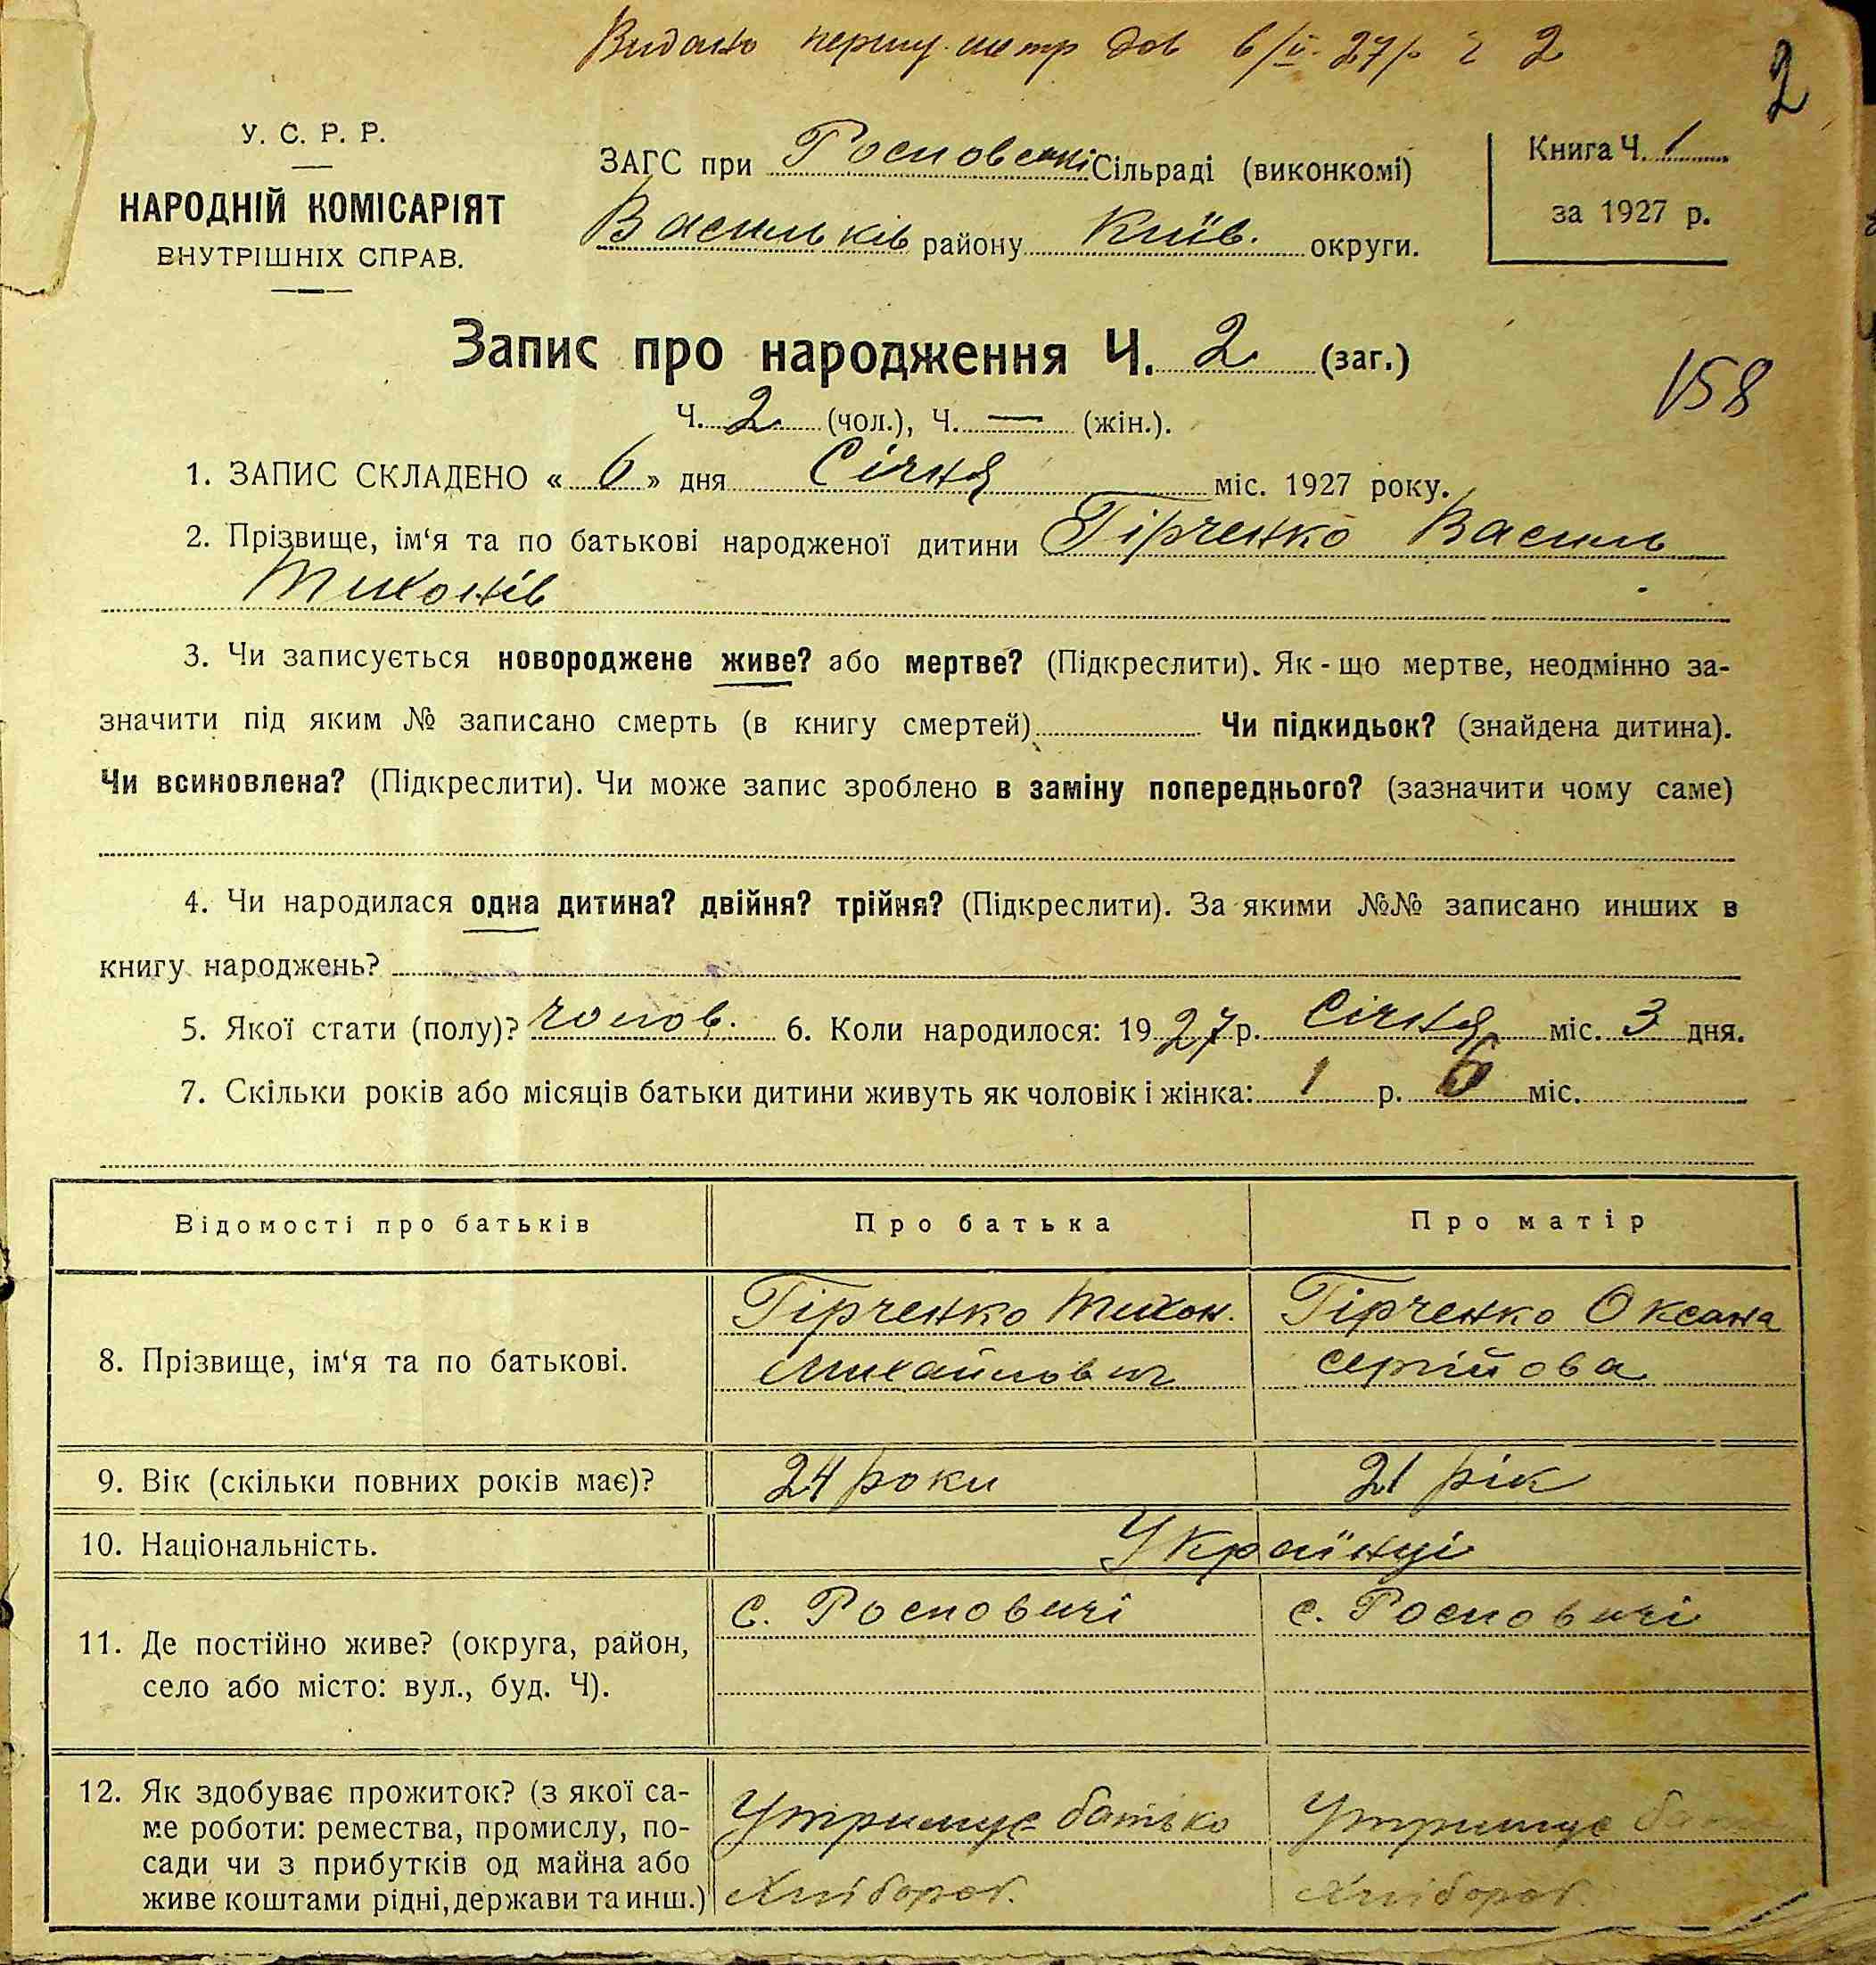 Видано першу метр дов 6/I-27р. Ч 2
2
У. С. Р. Р.
НАРОДНІЙ КОМІСАРІЯТ
ВНУТРІШНІХ СПРАВ.
ЗАГС при Росновській Сільраді (виконкомі)
Васильків району Київ. округи.
Книга Ч. 1
за 1927 р.
Запис про народження Ч. 2 (заг.)
158
Ч. 2 (чол.), Ч. — (жін.).
1. ЗАПИС СКЛАДЕНО « 6 » дня Січня міс. 1927 року.
2. Прізвище, ім‘я та по батькові народженої дитини Гірченко Василь
Тихонів
3. Чи записується новороджене живе? або мертве? (Підкреслити). Як-що мертве, неодмінно за-
значити під яким № записано смерть (в книгу смертей) Чи підкидьок? (знайдена дитина).
Чи всиновлена? (Підкреслити). Чи може запис зроблено в заміну попереднього? (зазначити чому саме)
4. Чи народилася одна дитина? двійня? трійня? (Підкреслити). За якими №№ записано инших в
книгу народжень?
5. Якої стати (полу)? чолов. 6. Коли народилося: 1927 р. Січня міс. 3 дня.
7. Скільки років або місяців батьки дитини живуть як чоловік і жінка: 1 р. 6 міс.
Відомості про батьків Про батька Про матір
8. Прізвище, ім‘я та по батькові. Гірченко Тихон. Гірченко Оксана
Михайлович Сергійова
9. Вік (скільки повних років має)? 24 роки 21 рік
10. Національність. Українці
11. Де постійно живе? (округа, район, с. Росновичі с. Росновичі
село або місто: вул., буд. Ч).
12. Як здобуває прожиток? (з якої са-
ме роботи: ремества, промислу, по- Утримує батько Утримує
сади чи з прибутків од майна або
живе коштами рідні, держави та инш.) Хлібороб. Хлібороб.